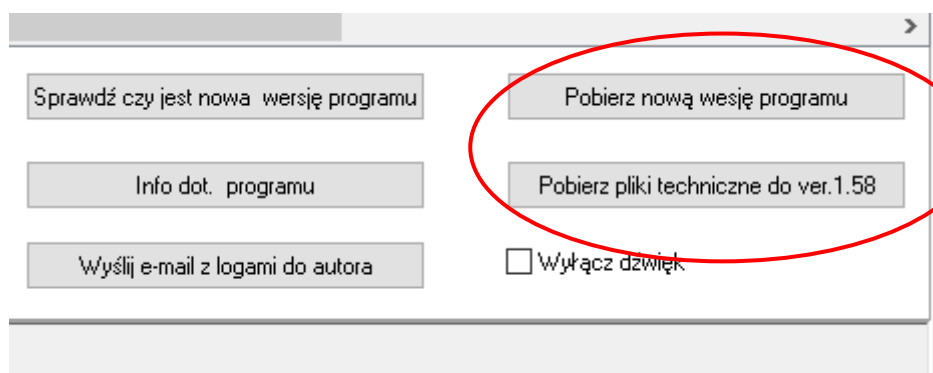 Sprawdź czy jest nowa  wersję programu
Pobierz nową wesję programu
Info dot.  programu
Pobierz pliki techniczne do ver.1.58
Wyślij e-mail z logami do autora
Wyłącz dźwięk